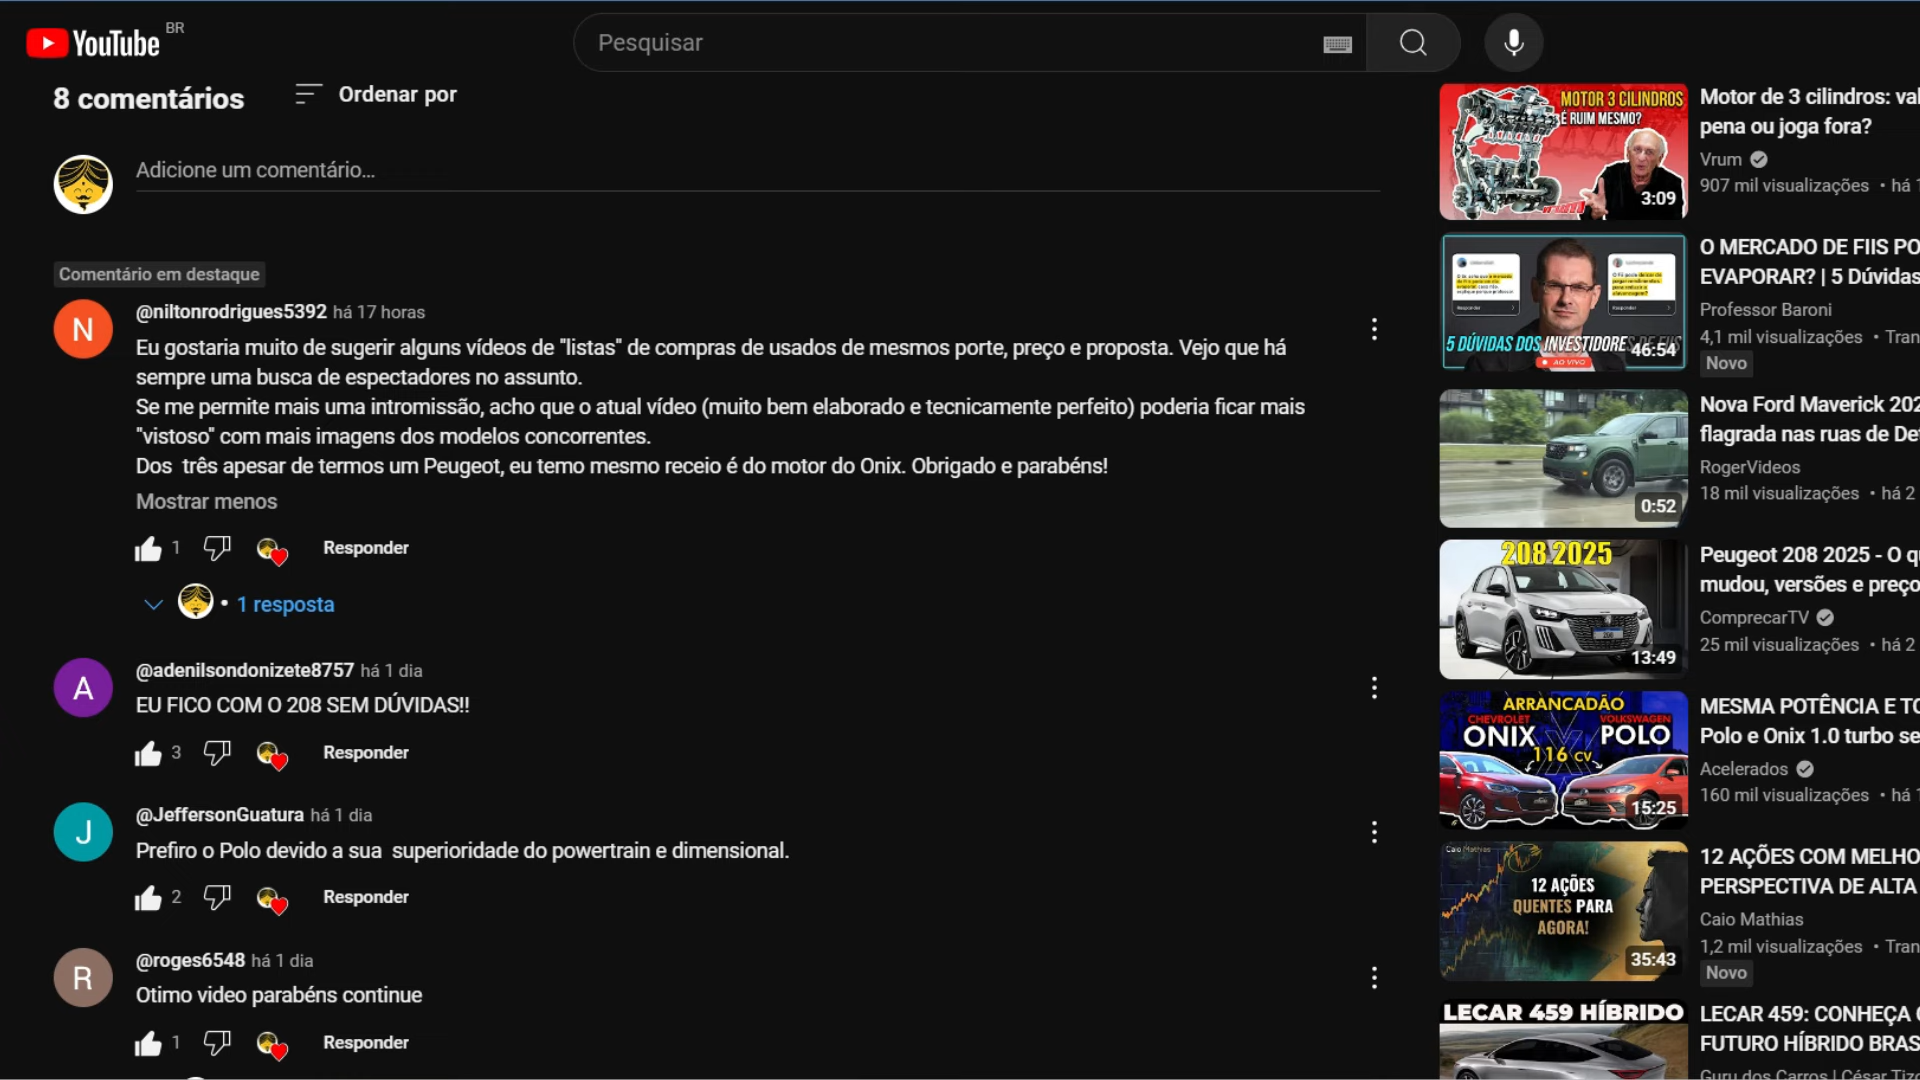 YouTube BR
Pesquisar
8 comentários
Ordenar por
Adicione um comentário...
Comentário em destaque
N
@niltonrodrigues5392 há 17 horas
Eu gostaria muito de sugerir alguns vídeos de "listas" de compras de usados de mesmos porte, preço e proposta. Vejo que há
sempre uma busca de espectadores no assunto.
Se me permite mais uma intromissão, acho que o atual vídeo (muito bem elaborado e tecnicamente perfeito) poderia ficar mais
"vistoso" com mais imagens dos modelos concorrentes.
Dos  três apesar de termos um Peugeot, eu temo mesmo receio é do motor do Onix. Obrigado e parabéns!
Mostrar menos
1 Responder
• 1 resposta
A
@adenilsondonizete8757 há 1 dia
EU FICO COM O 208 SEM DÚVIDAS!!
3 Responder
J
@JeffersonGuatura há 1 dia
Prefiro o Polo devido a sua  superioridade do powertrain e dimensional.
2 Responder
R
@roges6548 há 1 dia
Otimo video parabéns continue
1 Responder
MOTOR 3 CILINDROS
É RUIM MESMO?
3:09
Motor de 3 cilindros: val
pena ou joga fora?
Vrum
907 mil visualizações • há 1
5 DÚVIDAS DOS INVESTIDORES DE FIIS
AO VIVO
46:54
O MERCADO DE FIIS PO
EVAPORAR? | 5 Dúvidas
Professor Baroni
4,1 mil visualizações • Tran
Novo
0:52
Nova Ford Maverick 202
flagrada nas ruas de Det
RogerVideos
18 mil visualizações • há 2
208 2025
13:49
Peugeot 208 2025 - O qu
mudou, versões e preço
ComprecarTV
25 mil visualizações • há 2
ARRANCADÃO
CHEVROLET VOLKSWAGEN
ONIX X POLO
116 CV
15:25
MESMA POTÊNCIA E TO
Polo e Onix 1.0 turbo se
Acelerados
160 mil visualizações • há 1
Caio Mathias
12 AÇÕES
QUENTES PARA
AGORA!
35:43
12 AÇÕES COM MELHO
PERSPECTIVA DE ALTA
Caio Mathias
1,2 mil visualizações • Tran
Novo
LECAR 459 HÍBRIDO
LECAR 459: CONHEÇA O
FUTURO HÍBRIDO BRAS
Guru dos Carros | César Tizo